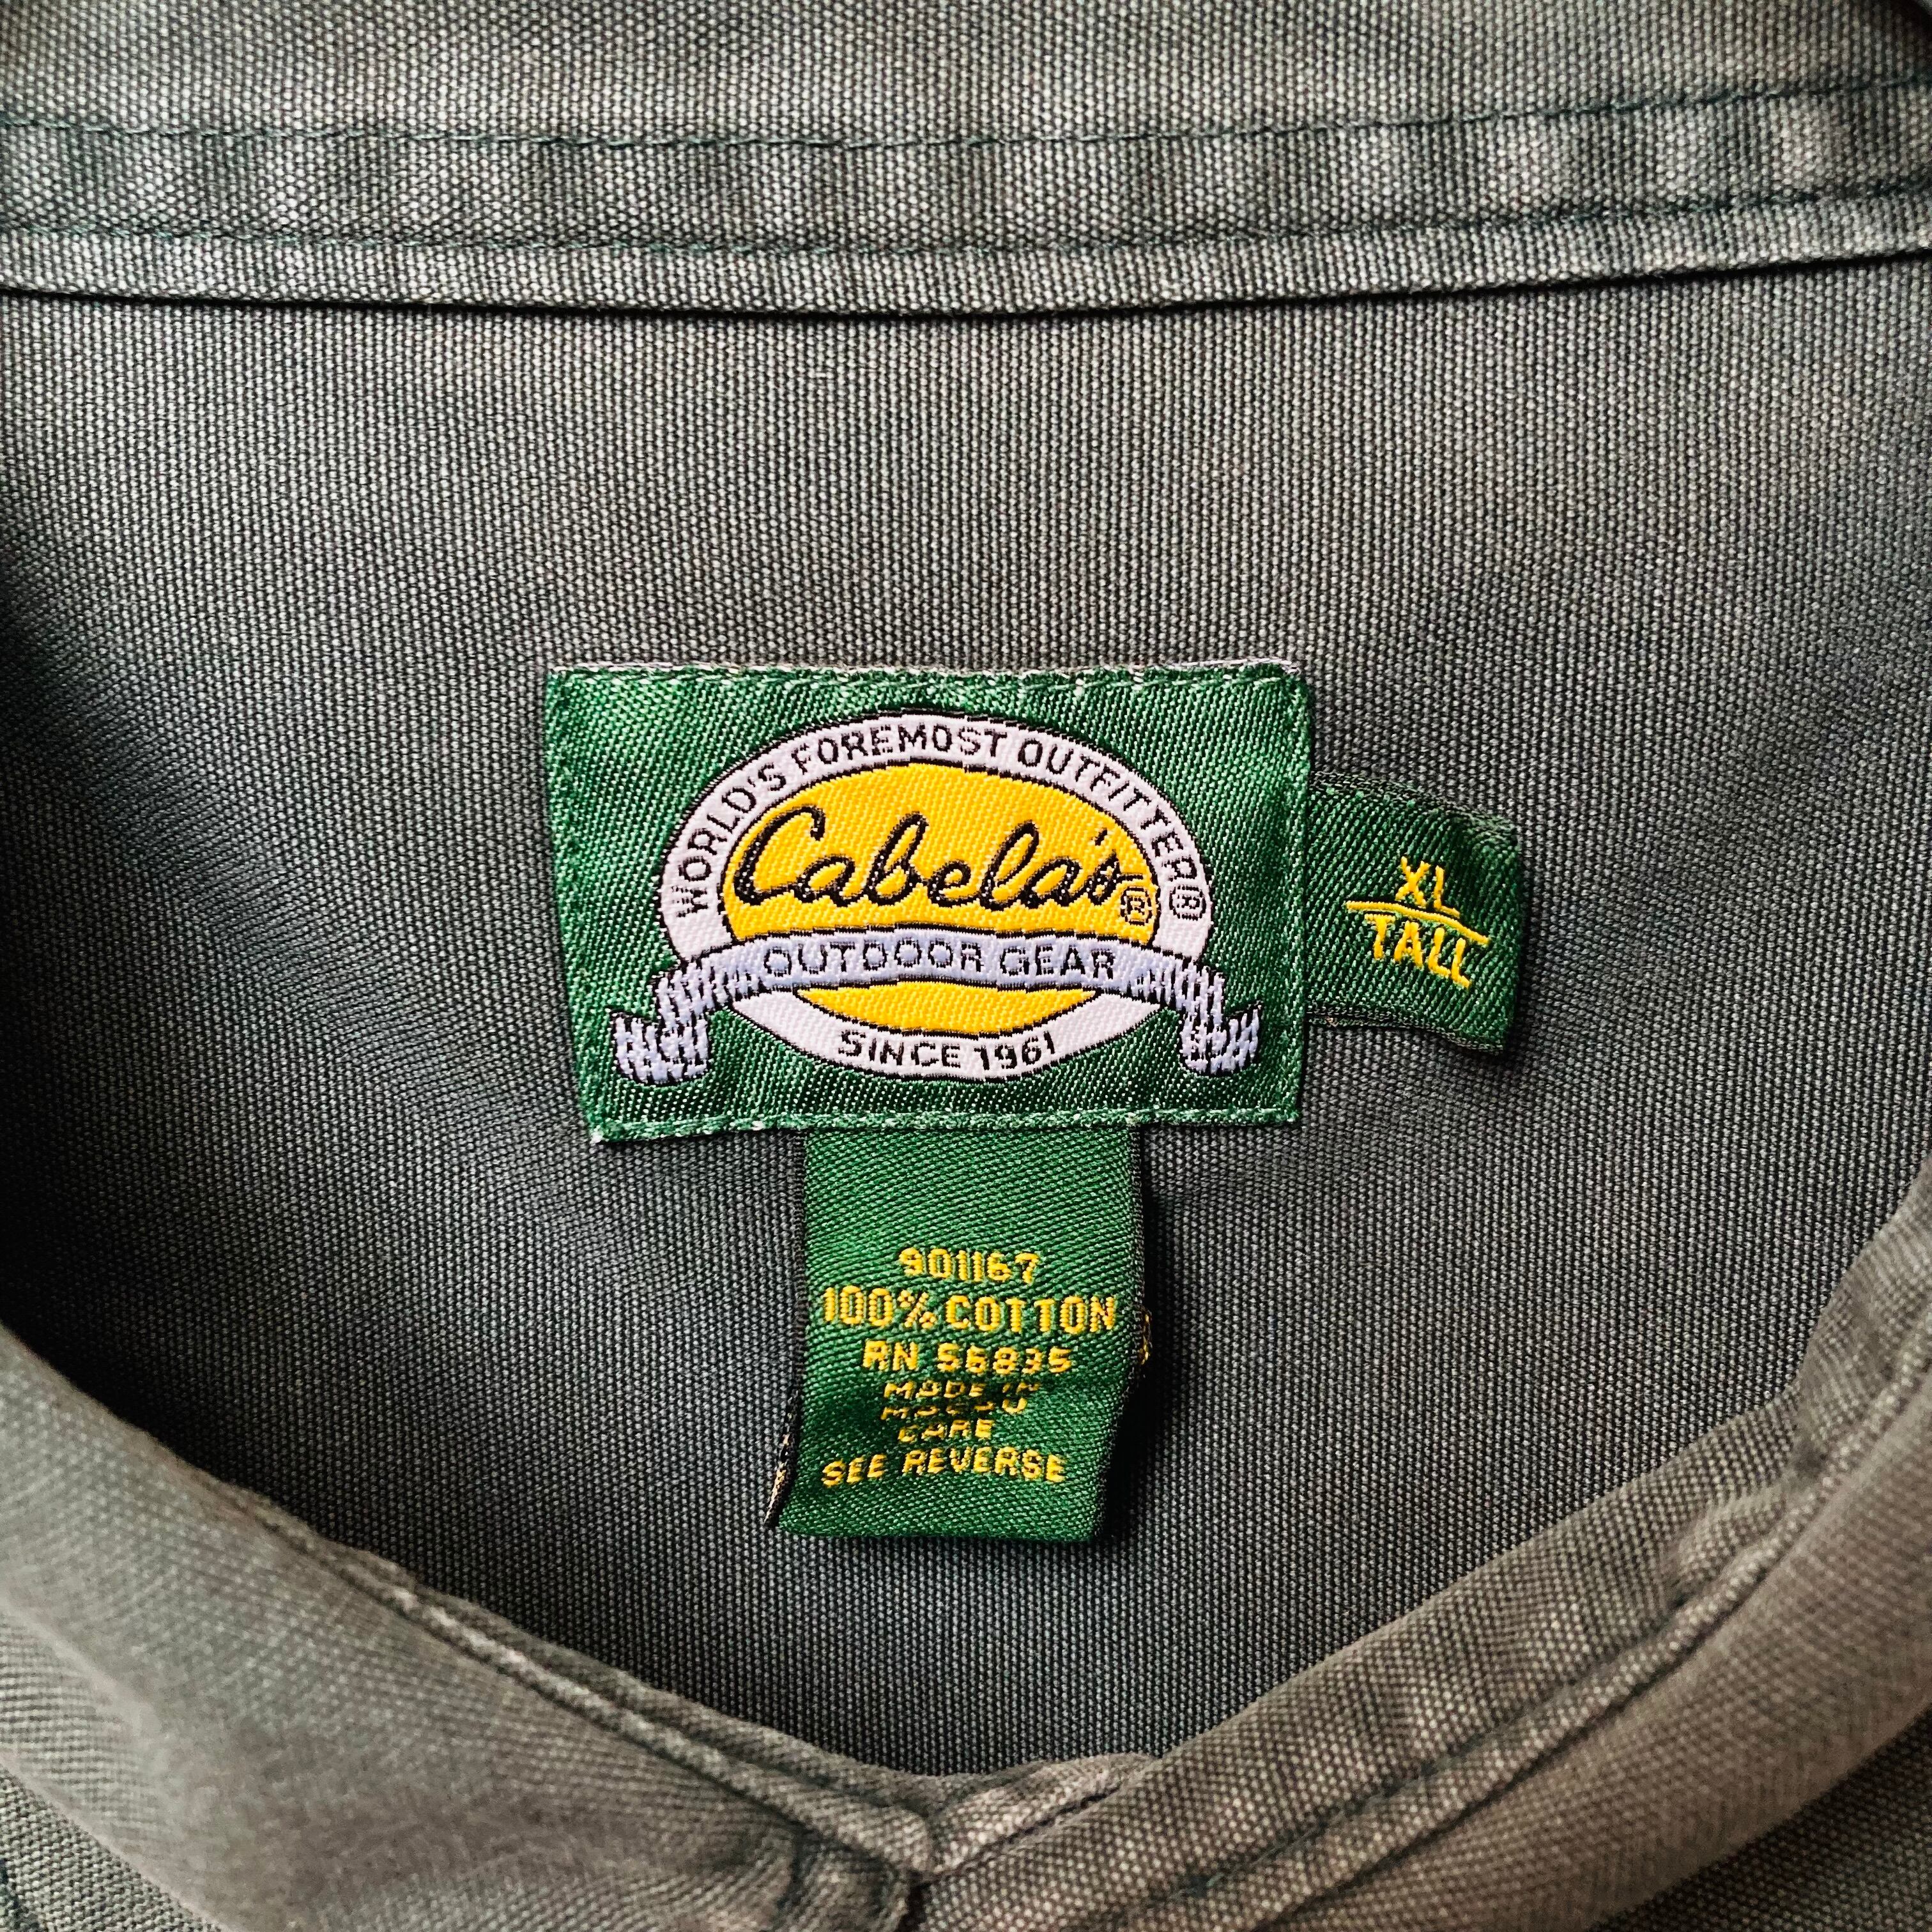 WORLD'S FOREMOST OUTFITTER®
Cabela's®
OUTDOOR GEAR
SINCE 1961
XL
TALL
901167
100% COTTON
RN 56835
MADE IN
CARE
SEE REVERSE